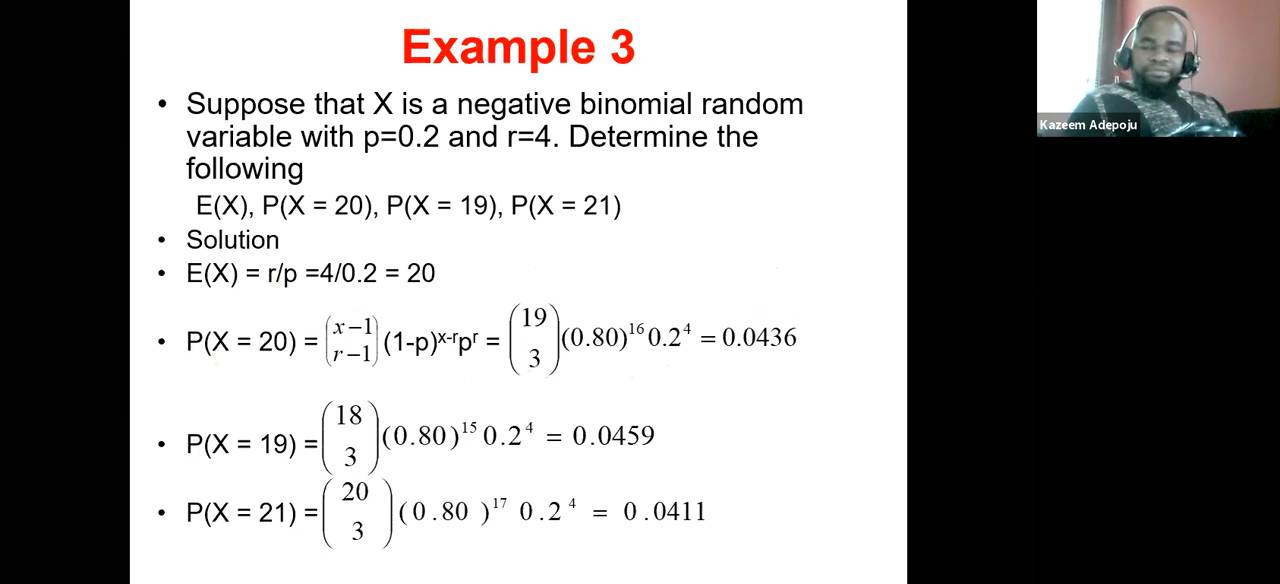 Example 3
• Suppose that X is a negative binomial random
variable with p=0.2 and r=4. Determine the
following
E(X), P(X = 20), P(X = 19), P(X = 21)
• Solution
• E(X) = r/p =4/0.2 = 20
• P(X = 20) = (x−1 r−1) (1-p)ˣ⁻ʳpʳ = (19 3) (0.80)¹⁶ 0.2⁴ = 0.0436
• P(X = 19) = (18 3) (0.80)¹⁵ 0.2⁴ = 0.0459
• P(X = 21) = (20 3) (0.80 )¹⁷ 0.2⁴ = 0.0411
Kazeem Adepoju